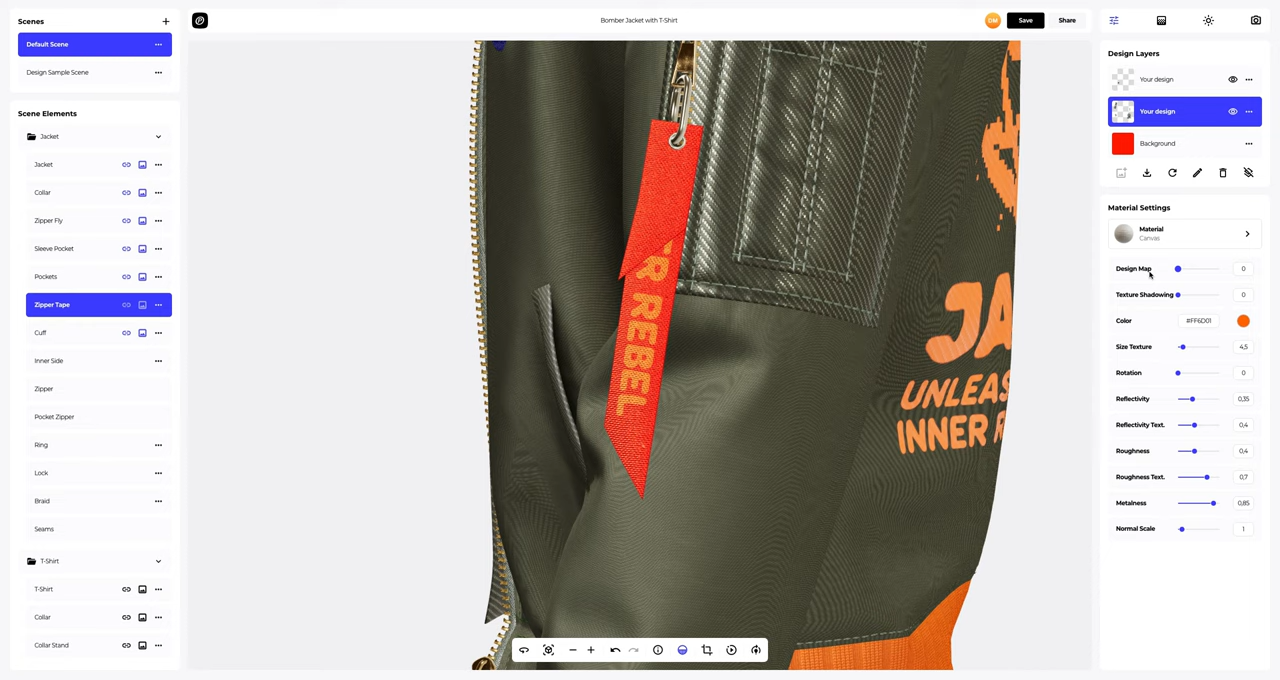 Scenes
Default Scene
Design Sample Scene
Scene Elements
Jacket
Jacket
Collar
Zipper Fly
Sleeve Pocket
Pockets
Zipper Tape
Cuff
Inner Side
Zipper
Pocket Zipper
Ring
Lock
Braid
Seams
T-Shirt
T-Shirt
Collar
Collar Stand
Bomber Jacket with T-Shirt
DM
Save
Share
R REBEL
JA
UNLEAS
INNER R
Design Layers
Your design
Your design
Background
Material Settings
Material
Canvas
Design Map 0
Texture Shadowing 0
Color #FF6D01
Size Texture 4,5
Rotation 0
Reflectivity 0,35
Reflectivity Text. 0,4
Roughness 0,4
Roughness Text. 0,7
Metalness 0,85
Normal Scale 1